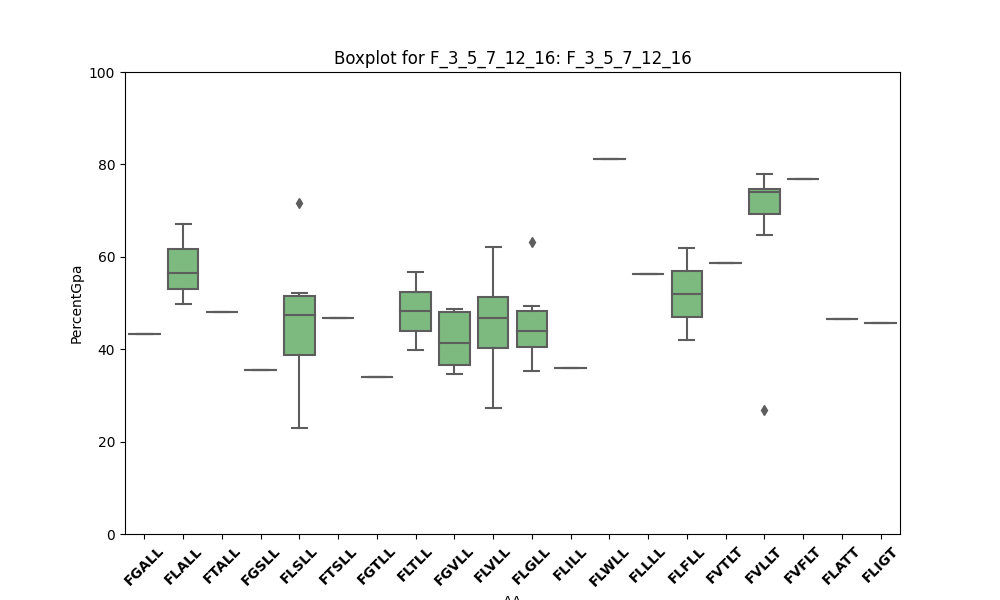 Boxplot for F_3_5_7_12_16: F_3_5_7_12_16
100
80
60
40
20
0
PercentGpa
FGALL FLALL FTALL FGSLL FLSLL FTSLL FGTLL FLTLL FGVLL FLVLL FLGLL FLILL FLWLL FLLLL FLFLL FVTLT FVLLT FVFLT FLATT FLIGT
AA